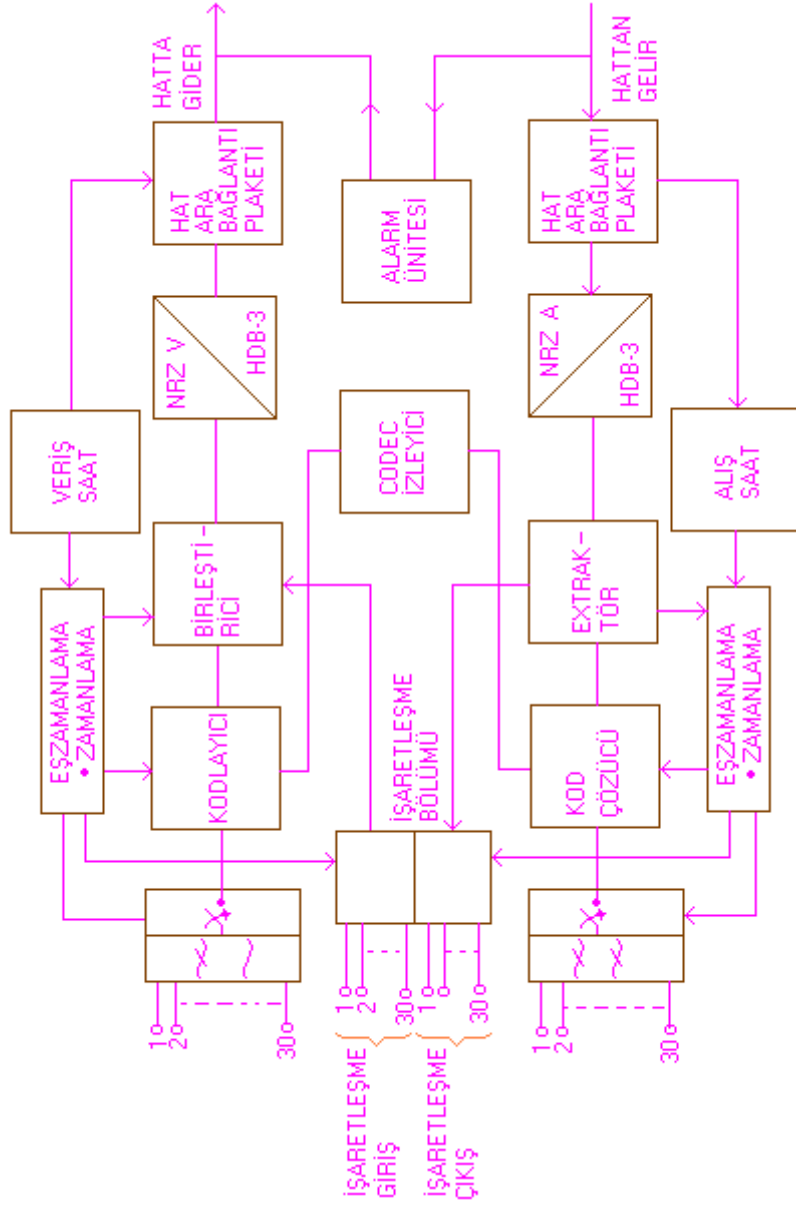 VERİŞ
SAAT
HATTA
GİDER
EŞZAMANLAMA
• ZAMANLAMA
1
2
30
KODLAYICI
BİRLEŞTİ-
RİCİ
NRZ V
HDB-3
HAT
ARA
BAĞLANTI
PLAKETİ
İŞARETLEŞME
GİRİŞ
1
2
30
İŞARETLEŞME
ÇIKIŞ
1
30
İŞARETLEŞME
BÖLÜMÜ
CODEC
İZLEYİCİ
ALARM
ÜNİTESİ
1
2
30
KOD
ÇÖZÜCÜ
EXTRAK-
TÖR
NRZ A
HDB-3
HAT
ARA
BAĞLANTI
PLAKETİ
HATTAN
GELİR
EŞZAMANLAMA
• ZAMANLAMA
ALIŞ
SAAT